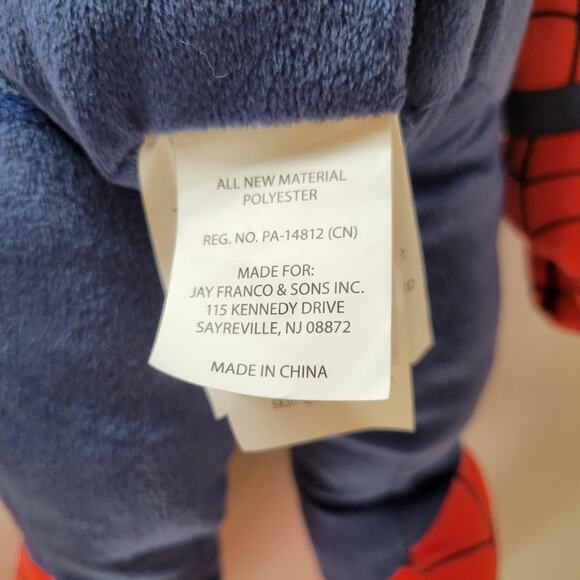 ALL NEW MATERIAL
POLYESTER
REG. NO. PA-14812 (CN)
MADE FOR:
JAY FRANCO & SONS INC.
115 KENNEDY DRIVE
SAYREVILLE, NJ 08872
MADE IN CHINA